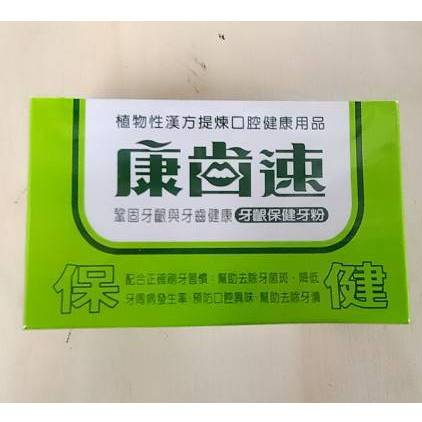 植物性漢方提煉口腔健康用品
康齒速
鞏固牙齦與牙齒健康 牙齦保健牙粉
保健
配合正確刷牙習慣：幫助去除牙菌斑、降低
牙周病發生率、預防口腔異味、幫助去除牙漬